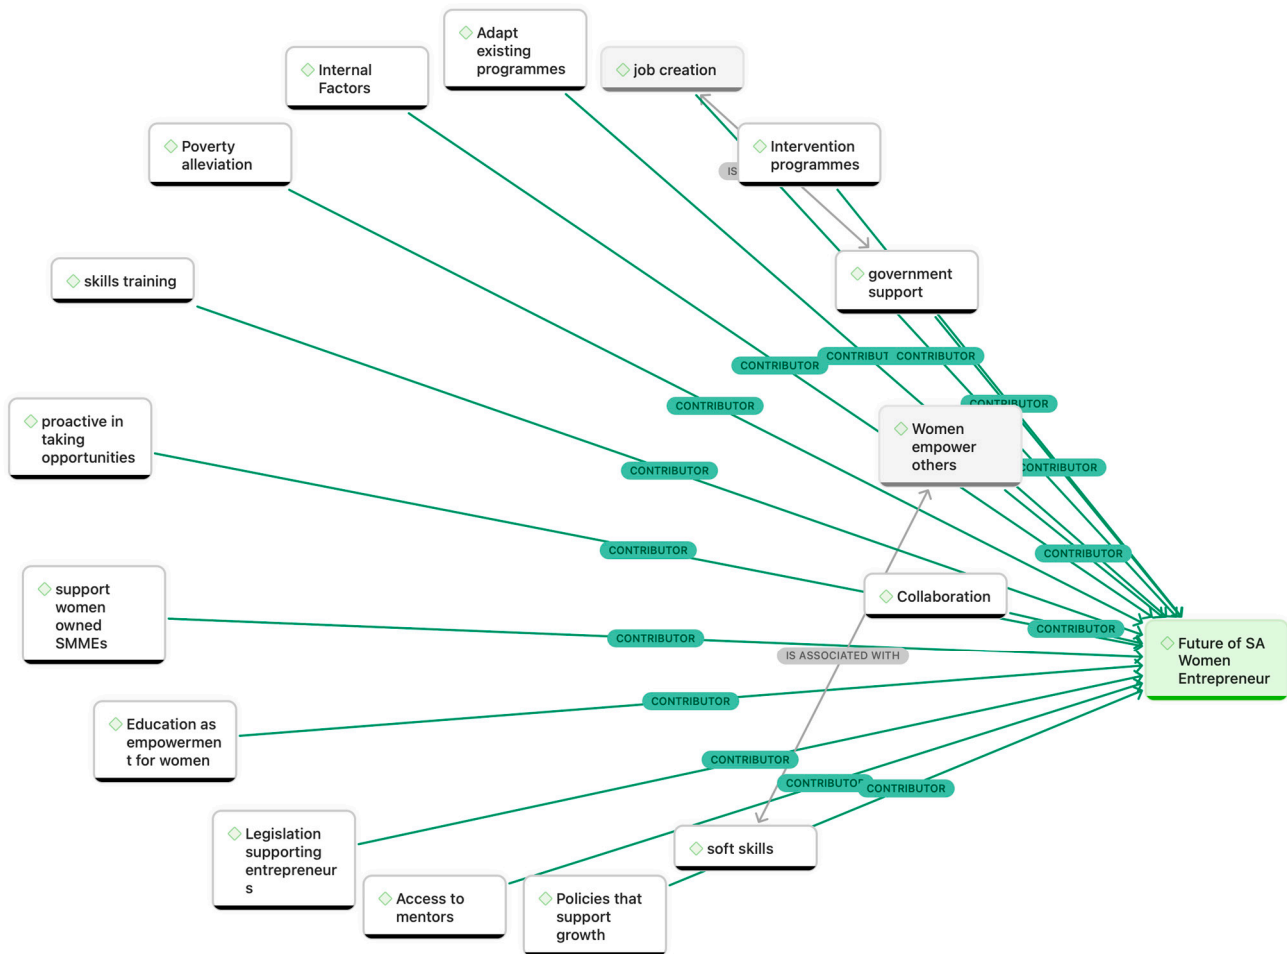 Adapt
existing
programmes
job creation
Internal
Factors
Poverty
alleviation
Intervention
programmes
IS
skills training
government
support
CONTRIBUTOR
CONTRIBUT
CONTRIBUTOR
CONTRIBUTOR
CONTRIBUTOR
proactive in
taking
opportunities
Women
empower
others
CONTRIBUTOR
CONTRIBUTOR
CONTRIBUTOR
CONTRIBUTOR
support
women
owned
SMMEs
Collaboration
CONTRIBUTOR
CONTRIBUTOR
IS ASSOCIATED WITH
Future of SA
Women
Entrepreneur
CONTRIBUTOR
Education as
empowermen
t for women
CONTRIBUTOR
CONTRIBUTOR
CONTRIBUTOR
Legislation
supporting
entrepreneur
s
soft skills
Access to
mentors
Policies that
support
growth